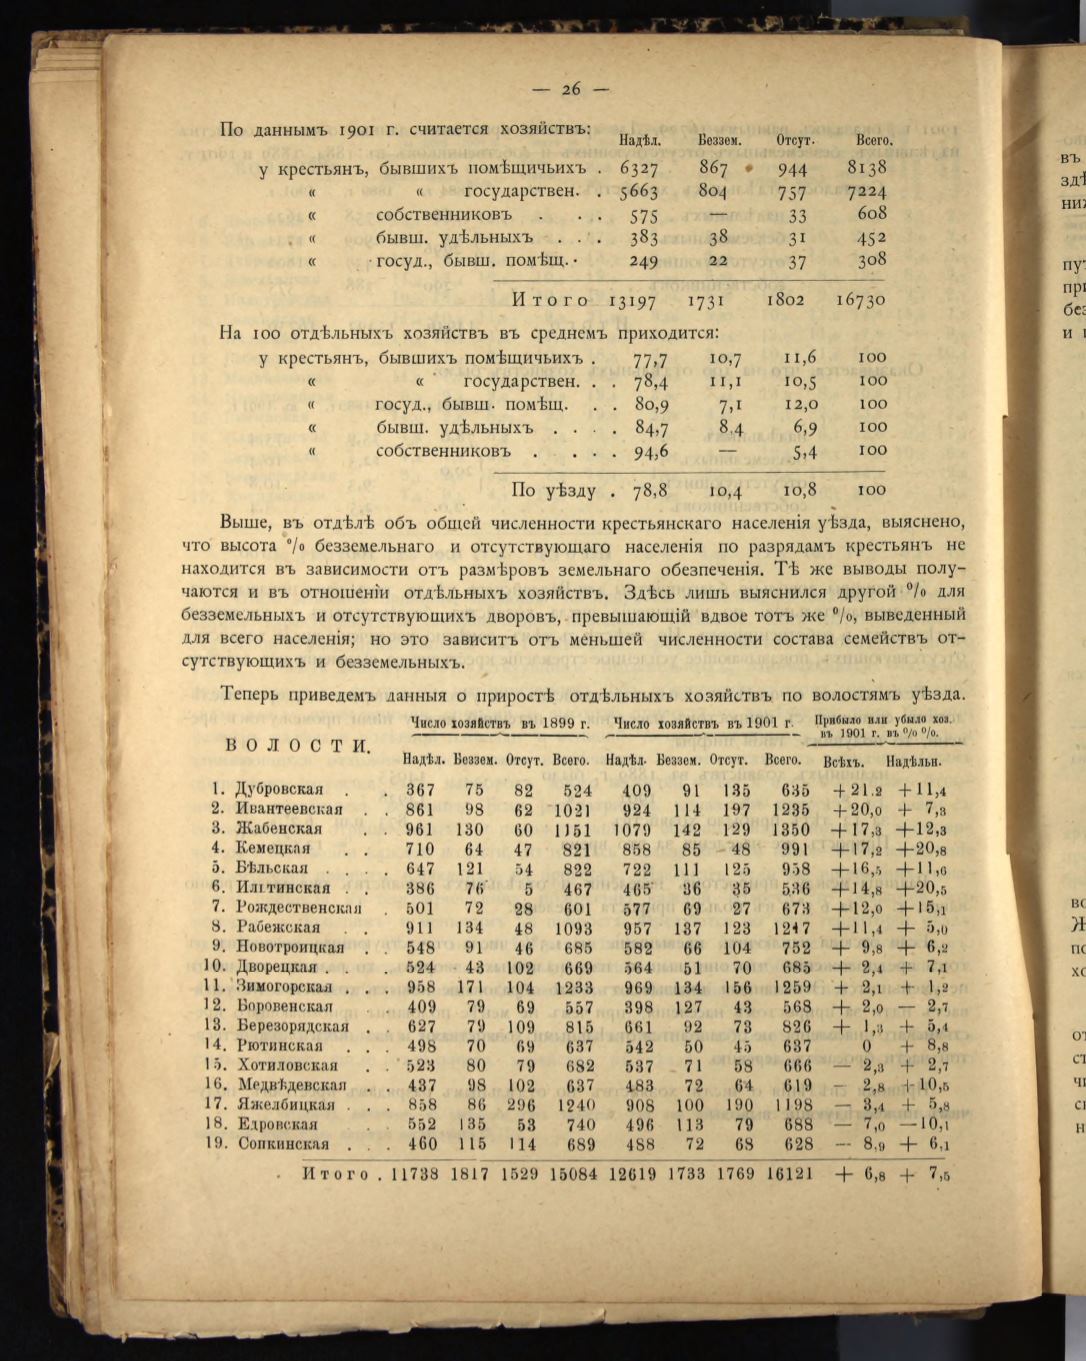 — 26 —
По даннымъ 1901 г. считается хозяйствъ:
Надѣл. Беззем. Отсут. Всего.
у крестьянъ, бывшихъ помѣщичьихъ . 6327 867 944 8138
« « государствен. . 5663 804 757 7224
« собственниковъ . . . 575 — 33 608
« бывш. удѣльныхъ . . . 383 38 31 452
« госуд., бывш. помѣщ. . 249 22 37 308
Итого 13197 1731 1802 16730
На 100 отдѣльныхъ хозяйствъ въ среднемъ приходится:
у крестьянъ, бывшихъ помѣщичьихъ . 77,7 10,7 11,6 100
« « государствен. . . 78,4 11,1 10,5 100
« госуд., бывш. помѣщ. . . 80,9 7,1 12,0 100
« бывш. удѣльныхъ . . . . 84,7 8,4 6,9 100
« собственниковъ . . . . 94,6 — 5,4 100
По уѣзду . 78,8 10,4 10,8 100
Выше, въ отдѣлѣ объ общей численности крестьянскаго населенія уѣзда, выяснено,
что высота % безземельнаго и отсутствующаго населенія по разрядамъ крестьянъ не
находится въ зависимости отъ размѣровъ земельнаго обезпеченія. Тѣ же выводы полу-
чаются и въ отношеніи отдѣльныхъ хозяйствъ. Здѣсь лишь выяснился другой % для
безземельныхъ и отсутствующихъ дворовъ, превышающій вдвое тотъ же %, выведенный
для всего населенія; но это зависитъ отъ меньшей численности состава семействъ от-
сутствующихъ и безземельныхъ.
Теперь приведемъ данныя о приростѣ отдѣльныхъ хозяйствъ по волостямъ уѣзда.
Число хозяйствъ въ 1899 г. Число хозяйствъ въ 1901 г. Прибыло или убыло хоз.
въ 1901 г. въ % %.
ВОЛОСТИ.
Надѣл. Беззем. Отсут. Всего. Надѣл. Беззем. Отсут. Всего. Всѣхъ. Надѣльн.
1. Дубровская . . 367 75 82 524 409 91 135 635 +21,2 +11,4
2. Ивантеевская . . 861 98 62 1021 924 114 197 1235 +20,0 + 7,3
3. Жабенская . . 961 130 60 1151 1079 142 129 1350 +17,3 +12,3
4. Кемецкая . . 710 64 47 821 858 85 48 991 +17,2 +20,8
5. Бѣльская . . . . 647 121 54 822 722 111 125 958 +16,5 +11,6
6. Илтинская . . 386 76 5 467 465 36 35 536 +14,8 +20,5
7. Рождественская . 501 72 28 601 577 69 27 673 +12,0 +15,1
8. Рабежская . . 911 134 48 1093 957 137 123 1217 +11,4 + 5,0
9. Новотроицкая . . 548 91 46 685 582 66 104 752 + 9,8 + 6,2
10. Дворецкая . . . 524 43 102 669 564 51 70 685 + 2,4 + 7,1
11. Зимогорская . . . 958 171 104 1233 969 134 156 1259 + 2,1 + 1,2
12. Боровенская . 409 79 69 557 398 127 43 568 + 2,0 — 2,7
13. Березорядская . . 627 79 109 815 661 92 73 826 + 1,3 + 5,4
14. Рютинская . . . 498 70 69 637 542 50 45 637 0 + 8,8
15. Хотиловская . . 523 80 79 682 537 71 58 666 — 2,3 + 2,7
16. Медвѣдевская . . 437 98 102 637 483 72 64 619 — 2,8 +10,5
17. Яжелбицкая . . . 858 86 296 1240 908 100 190 1198 — 3,4 + 5,8
18. Едровская . . 552 135 53 740 496 113 79 688 — 7,0 —10,1
19. Сопкинская . . . 460 115 114 689 488 72 68 628 — 8,9 + 6,1
Итого . 11738 1817 1529 15084 12619 1733 1769 16121 + 6,8 + 7,5